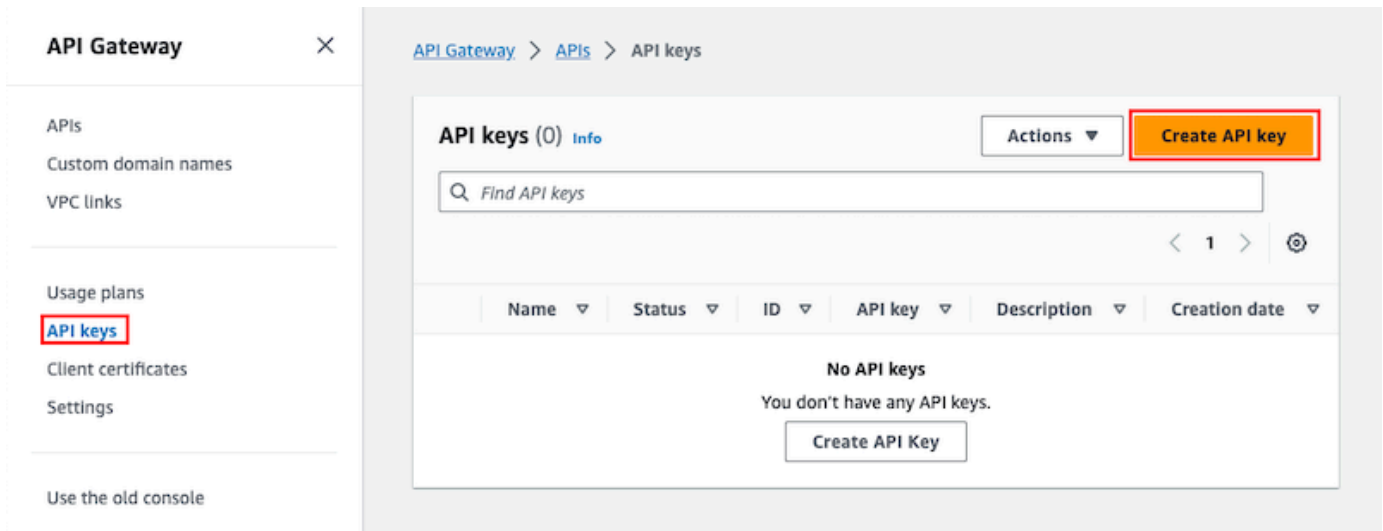 API Gateway
APIs
Custom domain names
VPC links
Usage plans
API keys
Client certificates
Settings
Use the old console
API Gateway > APIs > API keys
API keys (0) Info
Actions
Create API key
Find API keys
1
Name Status ID API key Description Creation date
No API keys
You don't have any API keys.
Create API Key